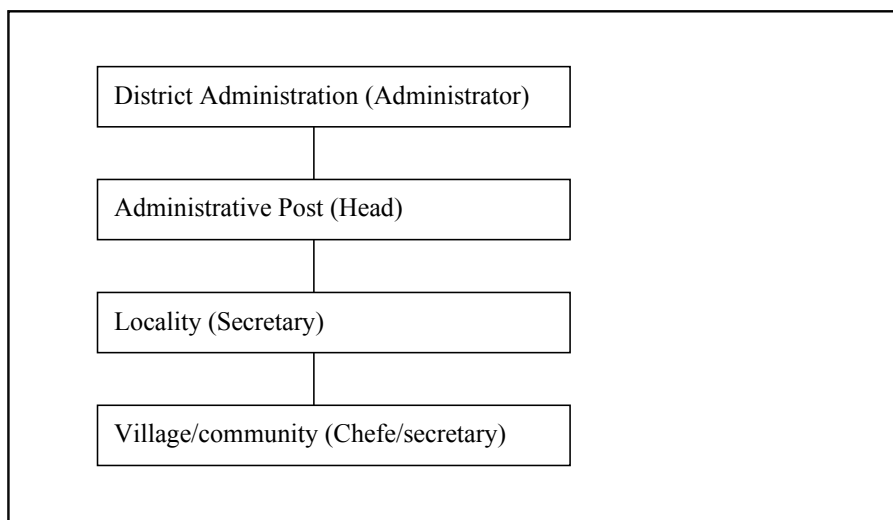 District Administration (Administrator)
Administrative Post (Head)
Locality (Secretary)
Village/community (Chefe/secretary)